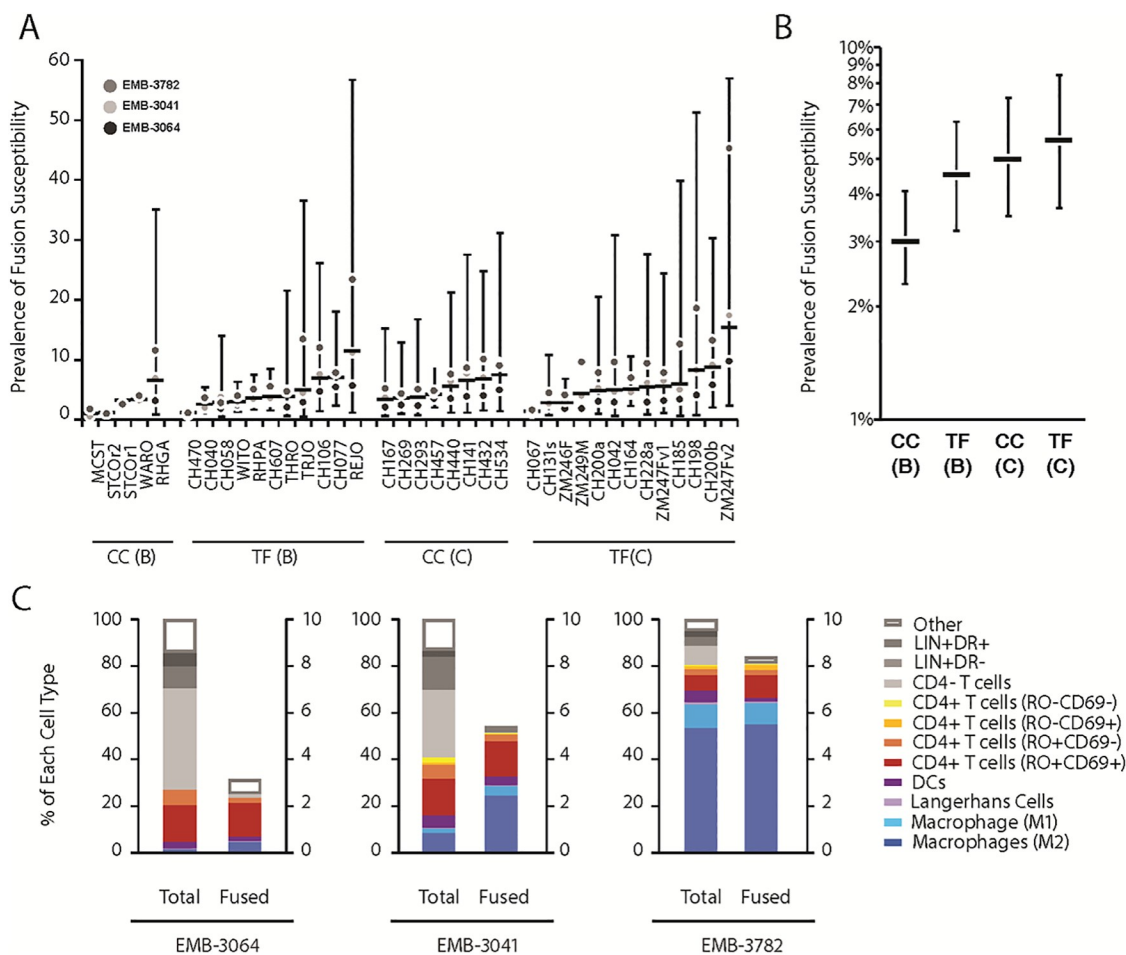 A
Prevalence of Fusion Susceptibility
60
50
40
30
20
10
0
EMB-3782
EMB-3041
EMB-3064
MCST
STCOr2
STCOr1
WARO
RHGA
CH470
CH040
CH058
WITO
RHPA
CH607
THRO
TRJO
CH106
CH077
REJO
CH167
CH269
CH293
CH457
CH440
CH141
CH432
CH534
CH067
CH131s
ZM246F
ZM249M
CH200a
CH042
CH164
CH228a
ZM247Fv1
CH185
CH198
CH200b
ZM247Fv2
CC (B)
TF (B)
CC (C)
TF(C)
B
Prevalence of Fusion Susceptibility
10%
9%
8%
7%
6%
5%
4%
3%
2%
1%
CC (B)
TF (B)
CC (C)
TF (C)
C
% of Each Cell Type
100
80
60
40
20
0
10
8
6
4
2
0
Total Fused
EMB-3064
100
80
60
40
20
0
10
8
6
4
2
0
Total Fused
EMB-3041
100
80
60
40
20
0
10
8
6
4
2
0
Total Fused
EMB-3782
Other
LIN+DR+
LIN+DR-
CD4- T cells
CD4+ T cells (RO-CD69-)
CD4+ T cells (RO-CD69+)
CD4+ T cells (RO+CD69-)
CD4+ T cells (RO+CD69+)
DCs
Langerhans Cells
Macrophage (M1)
Macrophages (M2)